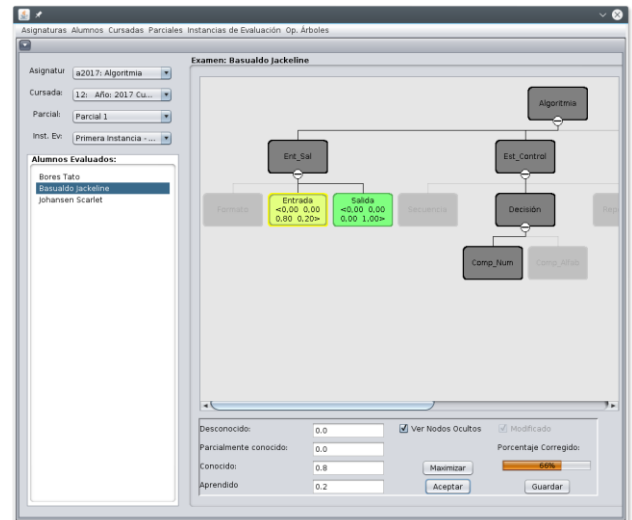 Asignaturas Alumnos Cursadas Parciales Instancias de Evaluación Op. Árboles
Examen: Basualdo Jackeline
Asignatur
a2017: Algoritmia
Cursada:
12: Año: 2017 Cu...
Parcial:
Parcial 1
Inst. Ev:
Primera Instancia -...
Alumnos Evaluados:
Bores Tato
Basualdo Jackeline
Johansen Scarlet
Algoritmia
Ent_Sal
Est_Control
Formato
Entrada
<0,00 0,00
0,80 0,20>
Salida
<0,00 0,00
0,00 1,00>
Secuencia
Decisión
Rep
Comp_Num
Comp_Alfab
Desconocido:
0.0
Ver Nodos Ocultos
Modificado
Parcialmente conocido:
0.0
Porcentaje Corregido:
Conocido:
0.8
Maximizar
66%
Aprendido
0.2
Aceptar
Guardar